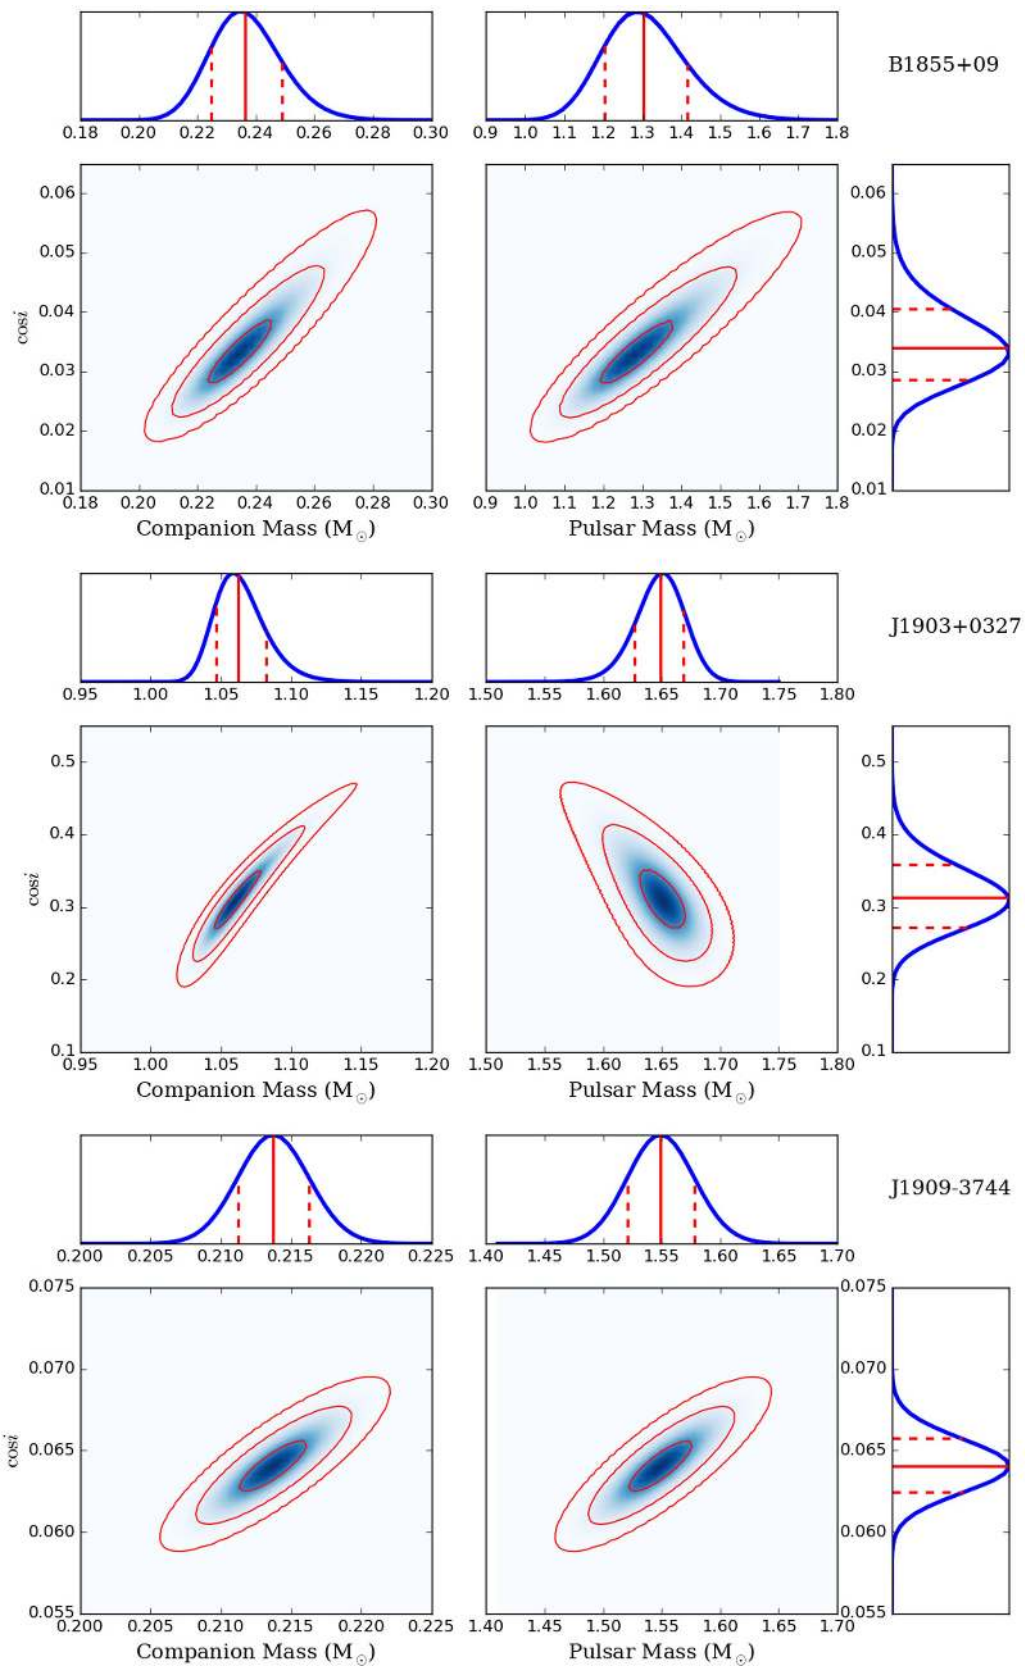 B1855+09
0.18 0.20 0.22 0.24 0.26 0.28 0.30 0.9 1.0 1.1 1.2 1.3 1.4 1.5 1.6 1.7 1.8
0.06 0.06
0.05 0.05
0.04 0.04
cosi
0.03 0.03
0.02 0.02
0.01 0.01
0.18 0.20 0.22 0.24 0.26 0.28 0.30 0.9 1.0 1.1 1.2 1.3 1.4 1.5 1.6 1.7 1.8
Companion Mass (M⊙) Pulsar Mass (M⊙)
J1903+0327
0.95 1.00 1.05 1.10 1.15 1.20 1.50 1.55 1.60 1.65 1.70 1.75 1.80
0.5 0.5
0.4 0.4
cosi
0.3 0.3
0.2 0.2
0.1 0.1
0.95 1.00 1.05 1.10 1.15 1.20 1.50 1.55 1.60 1.65 1.70 1.75 1.80
Companion Mass (M⊙) Pulsar Mass (M⊙)
J1909-3744
0.200 0.205 0.210 0.215 0.220 0.225 1.40 1.45 1.50 1.55 1.60 1.65 1.70
0.075 0.075
0.070 0.070
cosi
0.065 0.065
0.060 0.060
0.055 0.055
0.200 0.205 0.210 0.215 0.220 0.225 1.40 1.45 1.50 1.55 1.60 1.65 1.70
Companion Mass (M⊙) Pulsar Mass (M⊙)